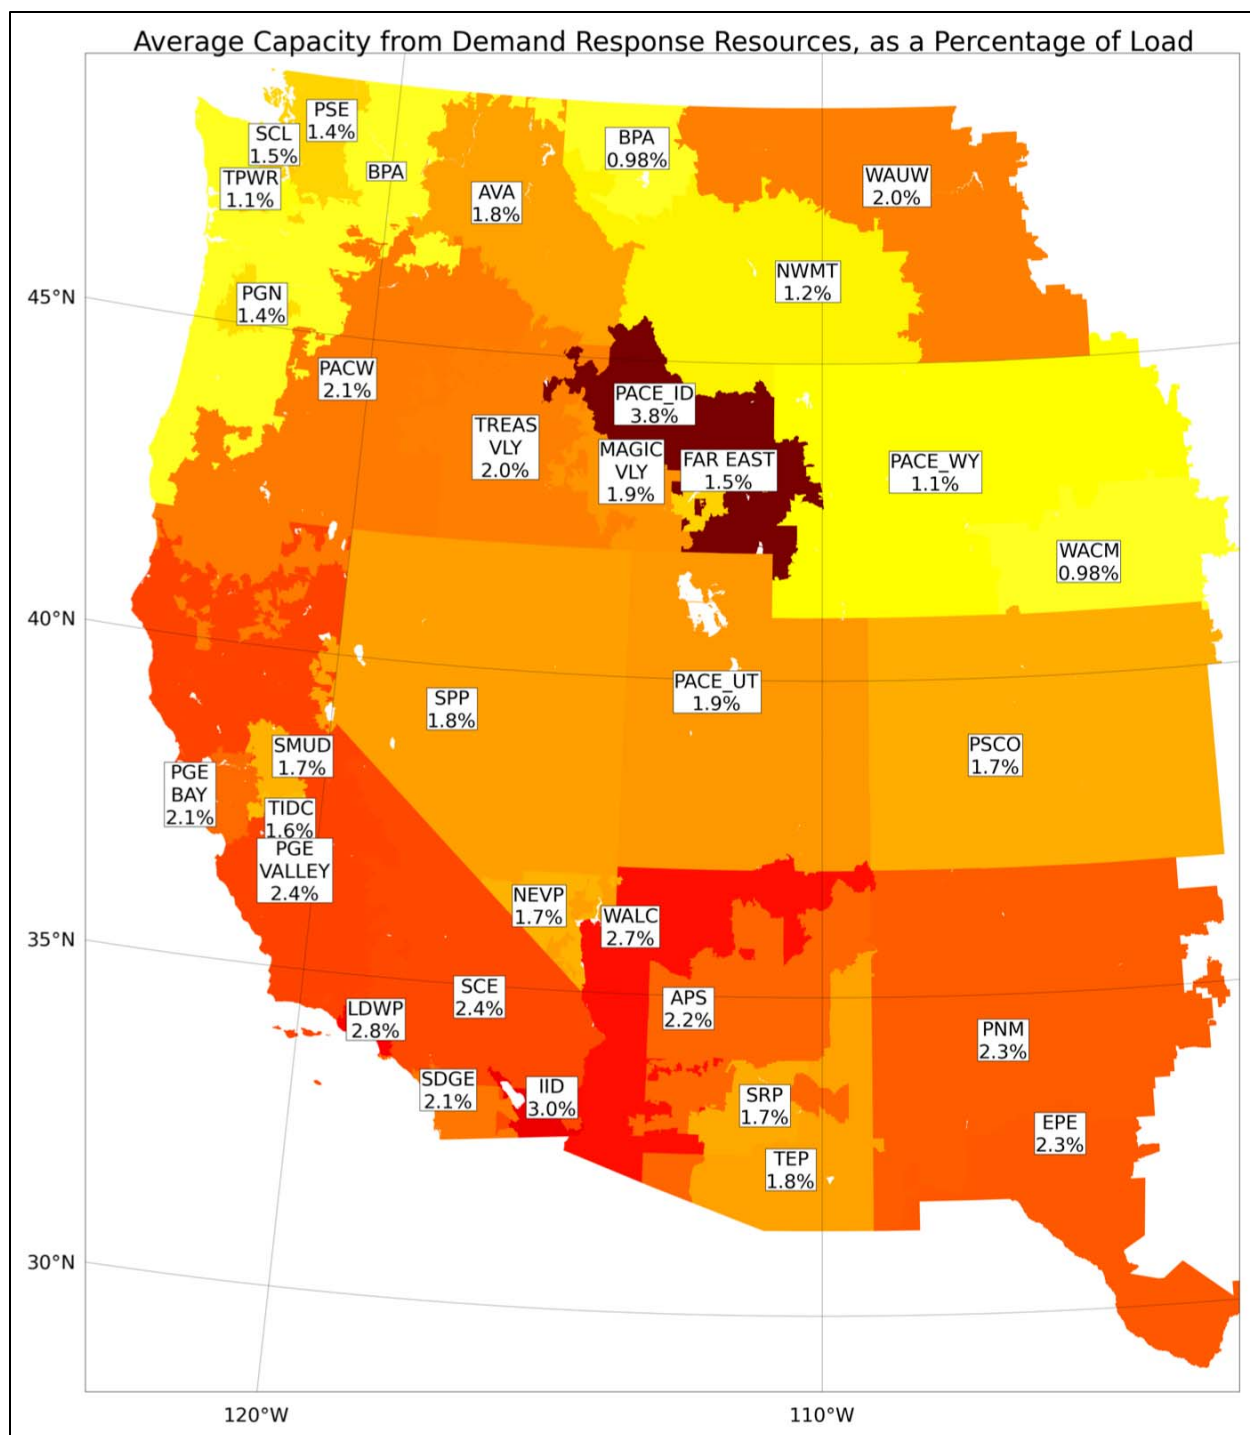 Average Capacity from Demand Response Resources, as a Percentage of Load
PSE
1.4%
SCL
1.5%
TPWR
1.1%
BPA
AVA
1.8%
BPA
0.98%
WAUW
2.0%
NWMT
1.2%
45°N
PGN
1.4%
PACW
2.1%
PACE_ID
3.8%
TREAS
VLY
2.0%
MAGIC
VLY
1.9%
FAR EAST
1.5%
PACE_WY
1.1%
WACM
0.98%
40°N
PACE_UT
1.9%
SPP
1.8%
SMUD
1.7%
PSCO
1.7%
PGE
BAY
2.1%
TIDC
1.6%
PGE
VALLEY
2.4%
NEVP
1.7%
WALC
2.7%
35°N
SCE
2.4%
LDWP
2.8%
APS
2.2%
PNM
2.3%
SDGE
2.1%
IID
3.0%
SRP
1.7%
EPE
2.3%
TEP
1.8%
30°N
120°W
110°W